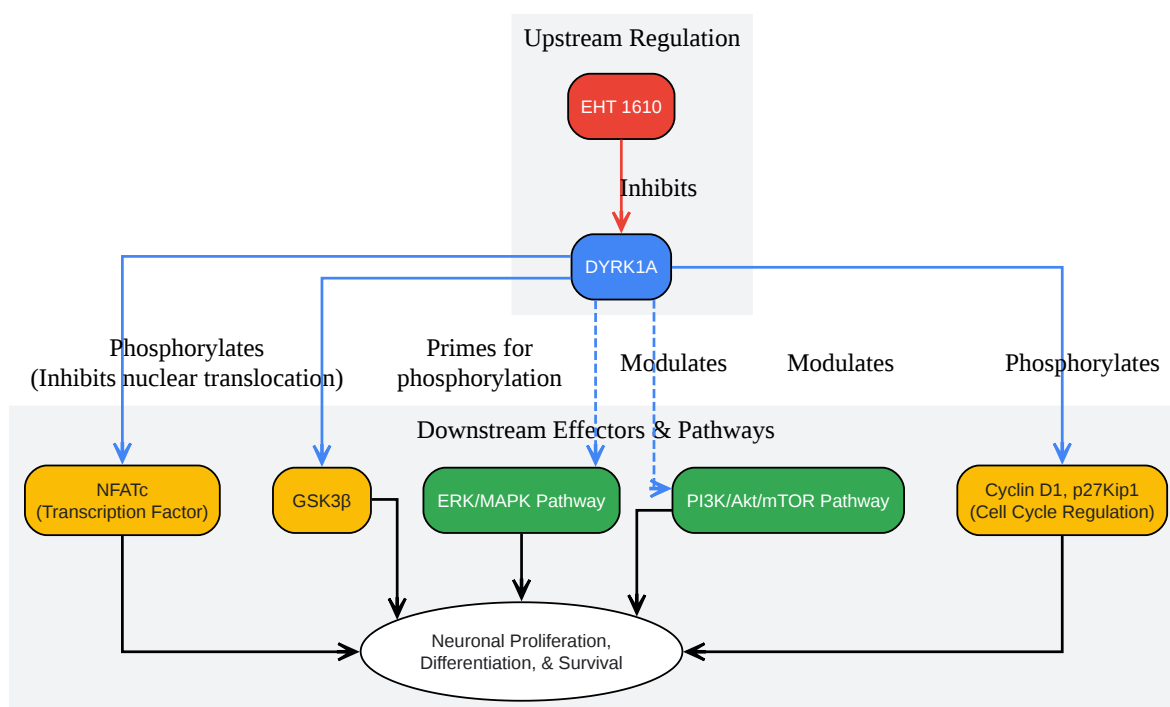 Upstream Regulation
EHT 1610
Inhibits
DYRK1A
Phosphorylates
(Inhibits nuclear translocation)
Primes for
phosphorylation
Modulates
Modulates
Phosphorylates
Downstream Effectors & Pathways
NFATc
(Transcription Factor)
GSK3β
ERK/MAPK Pathway
PI3K/Akt/mTOR Pathway
Cyclin D1, p27Kip1
(Cell Cycle Regulation)
Neuronal Proliferation,
Differentiation, & Survival